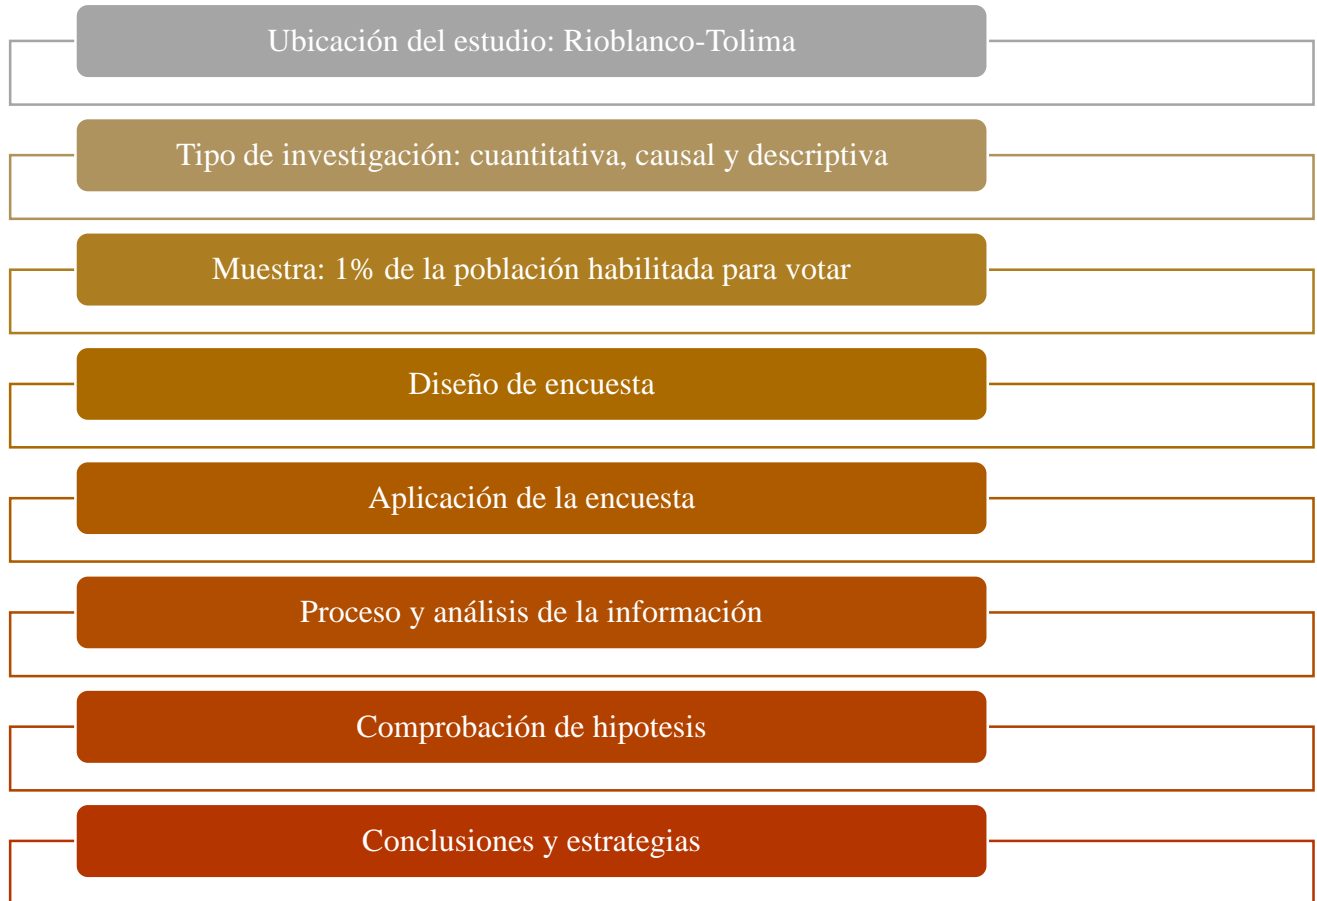 Ubicación del estudio: Rioblanco-Tolima
Tipo de investigación: cuantitativa, causal y descriptiva
Muestra: 1% de la población habilitada para votar
Diseño de encuesta
Aplicación de la encuesta
Proceso y análisis de la información
Comprobación de hipotesis
Conclusiones y estrategias